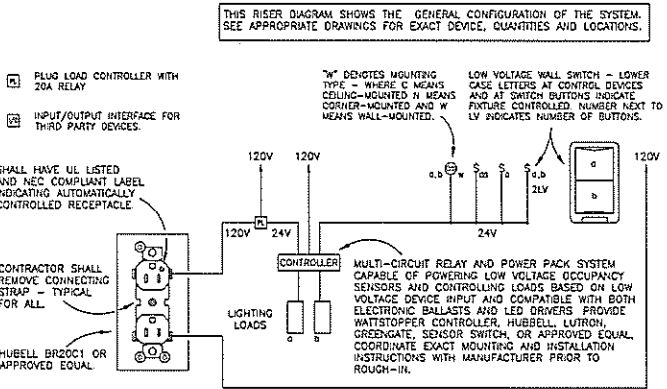 THIS RISER DIAGRAM SHOWS THE GENERAL CONFIGURATION OF THE SYSTEM.
SEE APPROPRIATE DRAWINGS FOR EXACT DEVICE, QUANTITIES AND LOCATIONS.
PL
PLUG LOAD CONTROLLER WITH
20A RELAY
I/O
INPUT/OUTPUT INTERFACE FOR
THIRD PARTY DEVICES.
SHALL HAVE UL LISTED
AND NEC COMPLIANT LABEL
INDICATING AUTOMATICALLY
CONTROLLED RECEPTACLE.
CONTRACTOR SHALL
REMOVE CONNECTING
STRAP - TYPICAL
FOR ALL.
HUBELL BR20C1 OR
APPROVED EQUAL.
"W" DENOTES MOUNTING
TYPE - WHERE C MEANS
CEILING-MOUNTED N MEANS
CORNER-MOUNTED AND W
MEANS WALL-MOUNTED.
LOW VOLTAGE WALL SWITCH - LOWER
CASE LETTERS AT CONTROL DEVICES
AND AT SWITCH BUTTONS INDICATE
FIXTURE CONTROLLED. NUMBER NEXT TO
LV INDICATES NUMBER OF BUTTONS.
120V
120V
120V
a,b
W
S
S
a
S
a,b
2LV
a
b
120V
PL
24V
24V
CONTROLLER
LIGHTING
LOADS
a
b
MULTI-CIRCUIT RELAY AND POWER PACK SYSTEM
CAPABLE OF POWERING LOW VOLTAGE OCCUPANCY
SENSORS AND CONTROLLING LOADS BASED ON LOW
VOLTAGE DEVICE INPUT AND COMPATIBLE WITH BOTH
ELECTRONIC BALLASTS AND LED DRIVERS PROVIDE
WATTSTOPPER CONTROLLER, HUBBELL, LUTRON,
GREENGATE, SENSOR SWITCH, OR APPROVED EQUAL.
COORDINATE EXACT MOUNTING AND INSTALLATION
INSTRUCTIONS WITH MANUFACTURER PRIOR TO
ROUGH-IN.